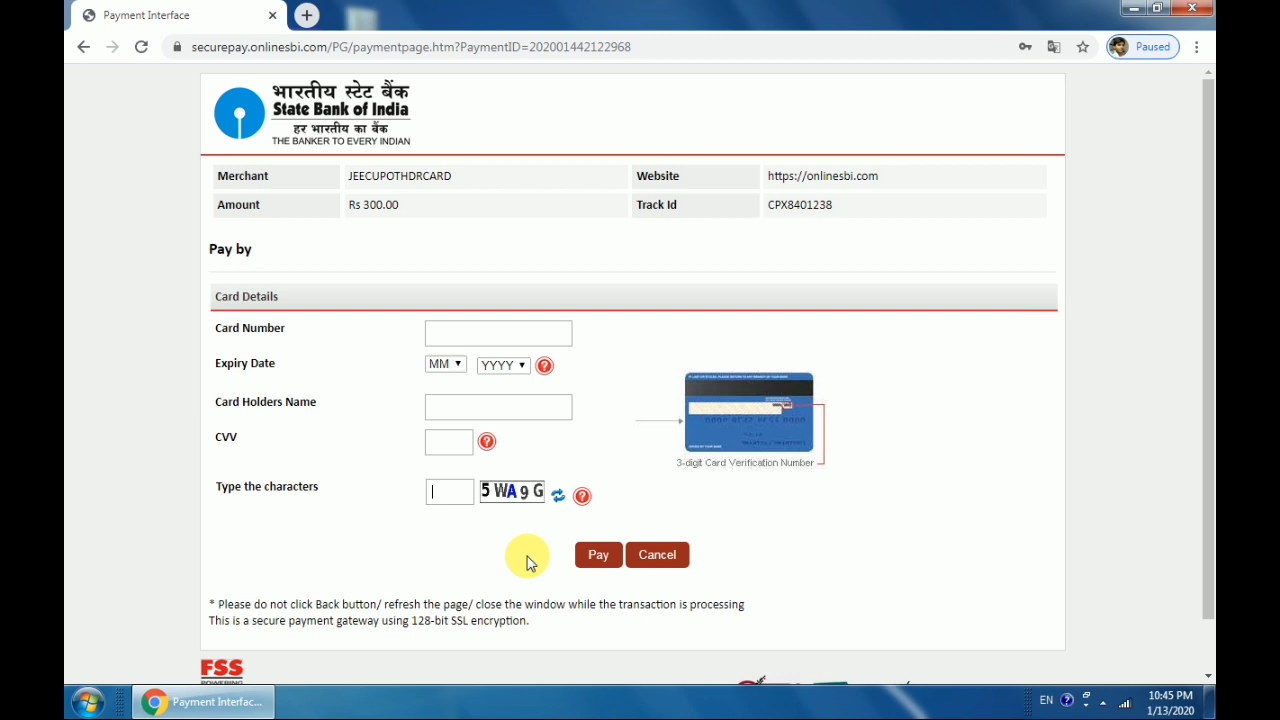 Payment Interface
securepay.onlinesbi.com/PG/paymentpage.htm?PaymentID=202001442122968
Paused
भारतीय स्टेट बैंक
State Bank of India
हर भारतीय का बैंक
THE BANKER TO EVERY INDIAN
Merchant JEECUPOTHDRCARD Website https://onlinesbi.com
Amount Rs 300.00 Track Id CPX8401238
Pay by
Card Details
Card Number
Expiry Date MM YYYY
Card Holders Name
CVV
3-digit Card Verification Number
Type the characters 5 W A 9 G
Pay Cancel
* Please do not click Back button/ refresh the page/ close the window while the transaction is processing
This is a secure payment gateway using 128-bit SSL encryption.
FSS
POWERING
Payment Interfac...
EN
10:45 PM
1/13/2020